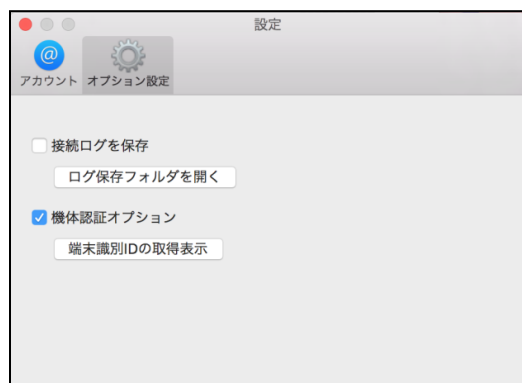 設定
アカウント オプション設定
接続ログを保存
ログ保存フォルダを開く
機体認証オプション
端末識別IDの取得表示